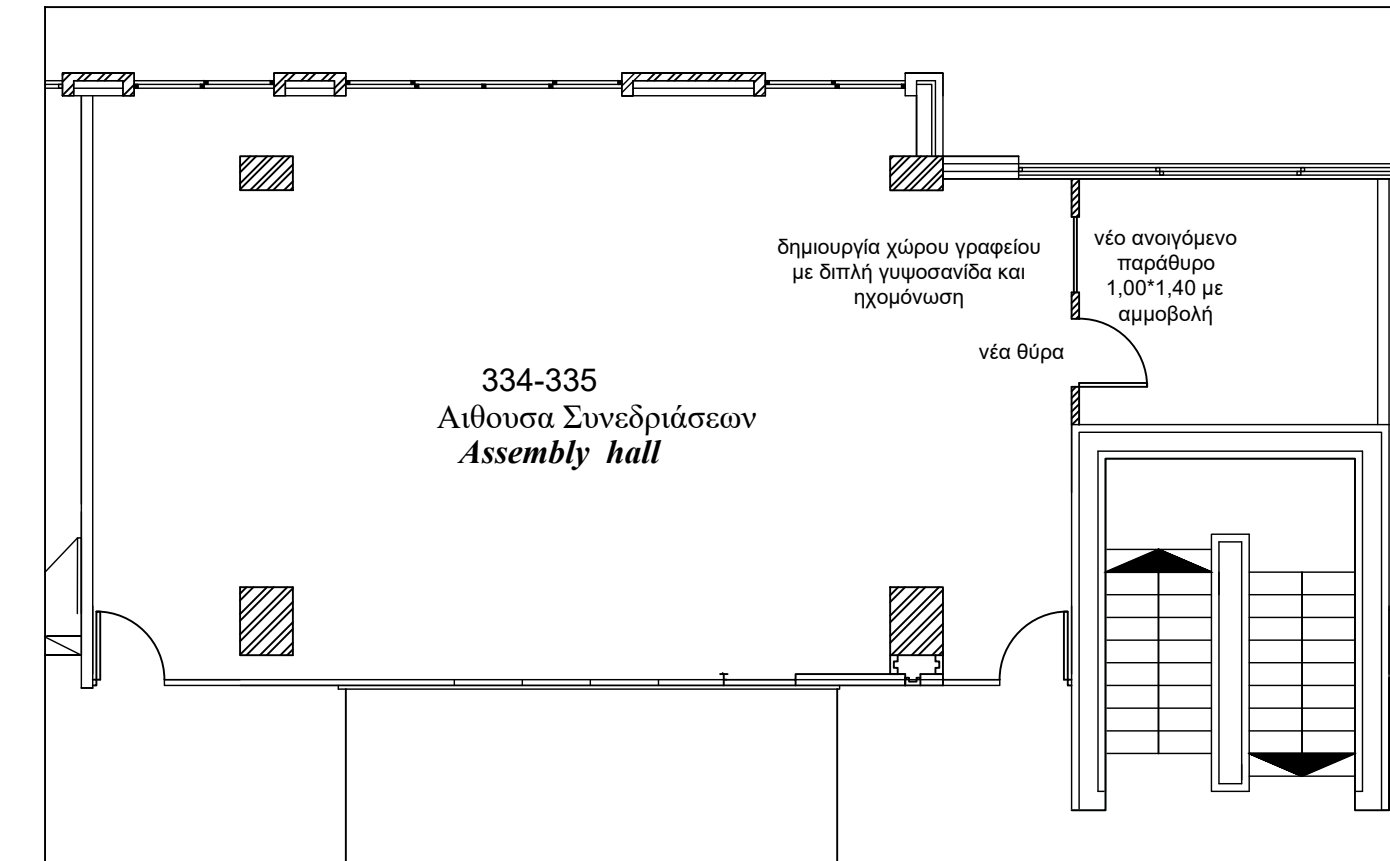 δημιουργία χώρου γραφείου
με διπλή γυψοσανίδα και
ηχομόνωση
νέο ανοιγόμενο
παράθυρο
1,00*1,40 με
αμμοβολή
νέα θύρα
334-335
Αιθουσα Συνεδριάσεων
Assembly hall